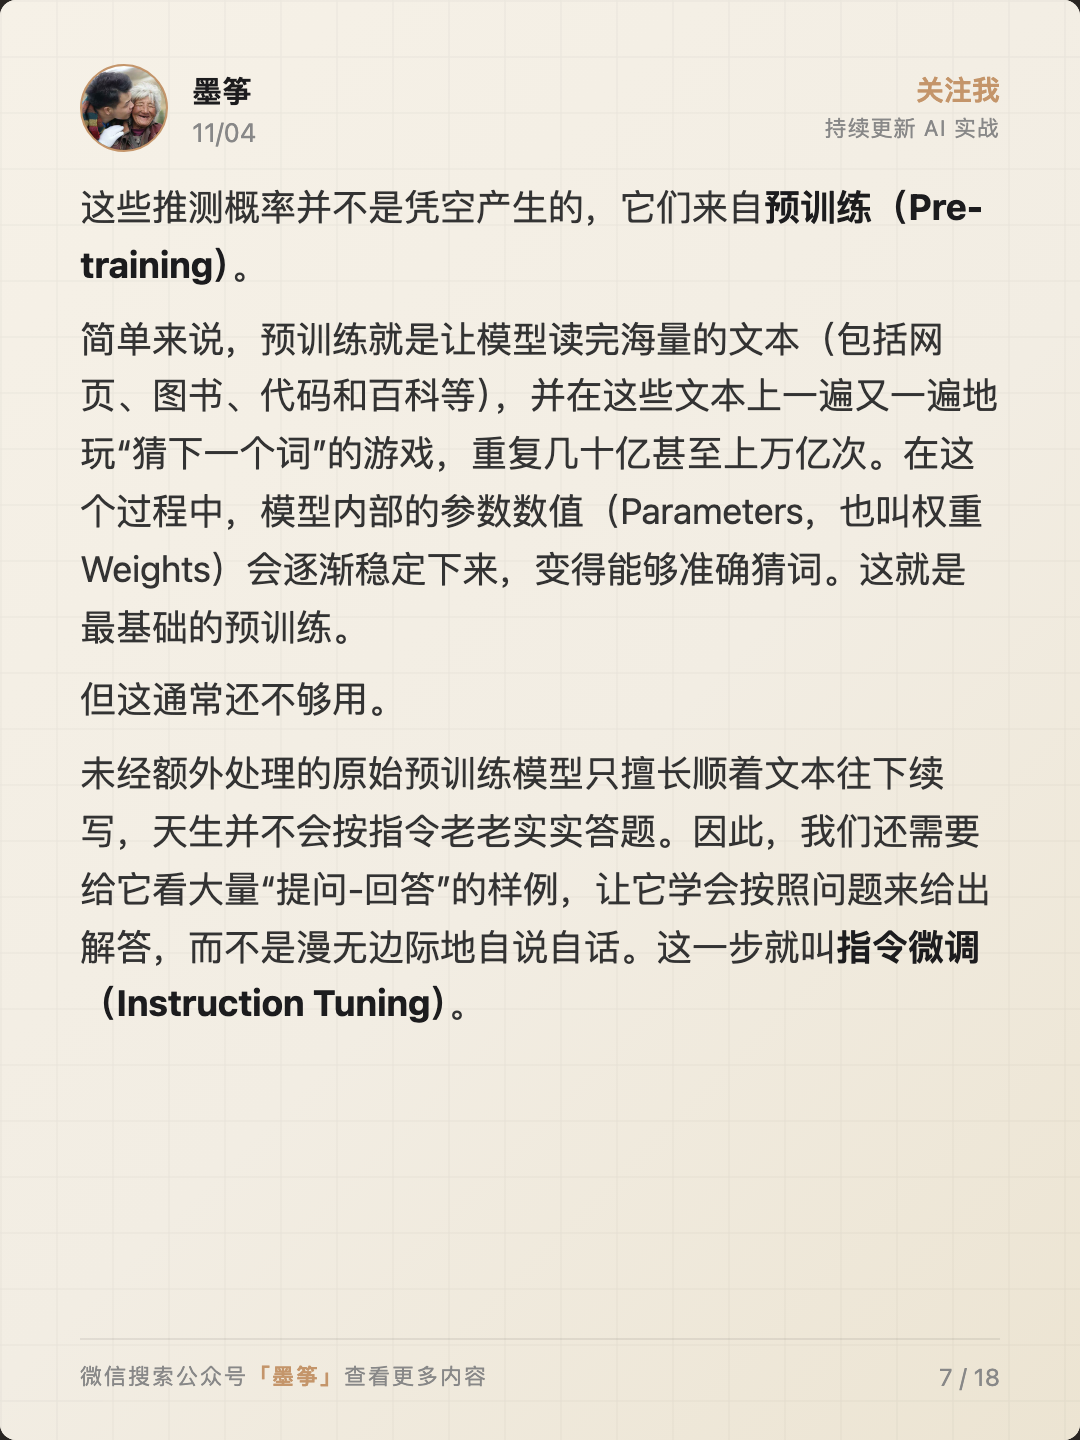 墨筝
11/04
关注我
持续更新 AI 实战
这些推测概率并不是凭空产生的，它们来自预训练（Pre-
training）。
简单来说，预训练就是让模型读完海量的文本（包括网
页、图书、代码和百科等），并在这些文本上一遍又一遍地
玩“猜下一个词”的游戏，重复几十亿甚至上万亿次。在这
个过程中，模型内部的参数数值（Parameters，也叫权重
Weights）会逐渐稳定下来，变得能够准确猜词。这就是
最基础的预训练。
但这通常还不够用。
未经额外处理的原始预训练模型只擅长顺着文本往下续
写，天生并不会按指令老老实实答题。因此，我们还需要
给它看大量“提问-回答”的样例，让它学会按照问题来给出
解答，而不是漫无边际地自说自话。这一步就叫指令微调
（Instruction Tuning）。
微信搜索公众号「墨筝」查看更多内容
7 / 18